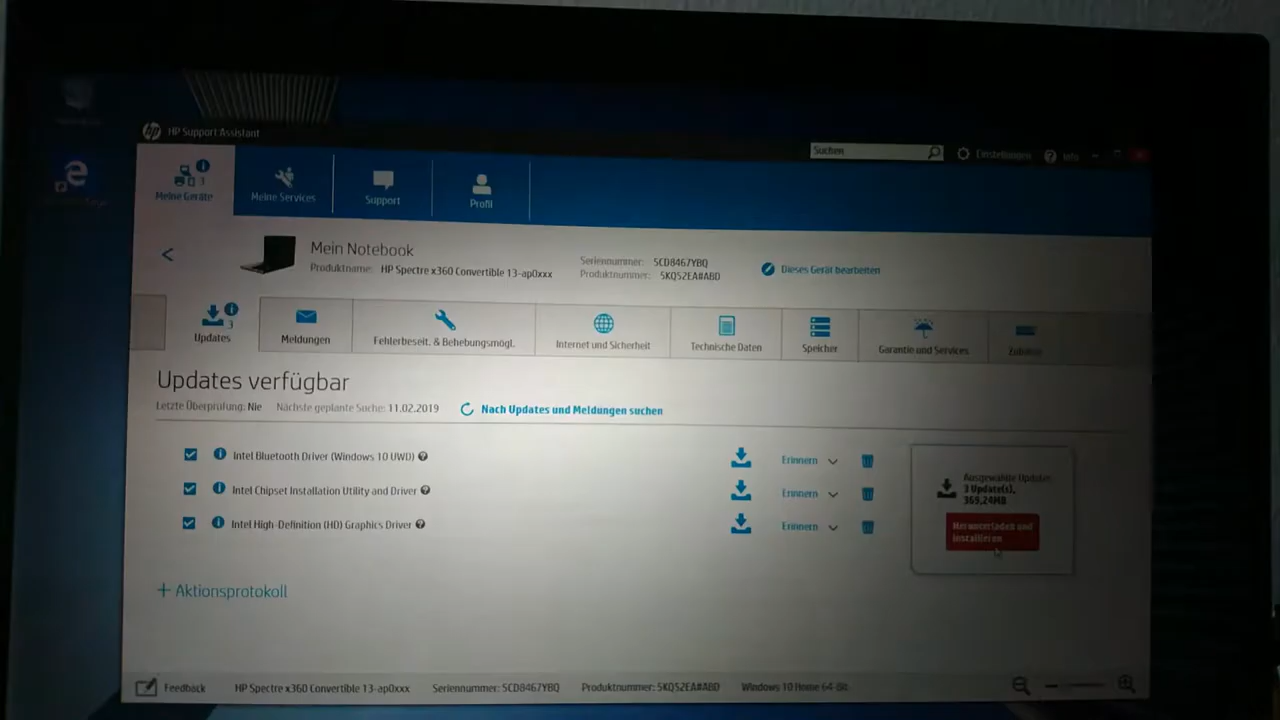 hp HP Support Assistant
Suchen
Einstellungen
Info
Meine Geräte
3
Meine Services
Support
Profil
Mein Notebook
Produktname: HP Spectre x360 Convertible 13-ap0xxx
Seriennummer: 5CD8467YBQ
Produktnummer: 5KQ52EA#ABD
Dieses Gerät bearbeiten
Updates
3
Meldungen
Fehlerbeseit. & Behebungsmögl.
Internet und Sicherheit
Technische Daten
Speicher
Garantie und Services
Zubehör
Updates verfügbar
Letzte Überprüfung: Nie Nächste geplante Suche: 11.02.2019
Nach Updates und Meldungen suchen
Intel Bluetooth Driver (Windows 10 UWD)
Erinnern
Intel Chipset Installation Utility and Driver
Erinnern
Intel High-Definition (HD) Graphics Driver
Erinnern
Ausgewählte Updates
3 Update(s),
369,24MB
Herunterladen und
installieren
+ Aktionsprotokoll
Feedback
HP Spectre x360 Convertible 13-ap0xxx
Seriennummer: 5CD8467YBQ
Produktnummer: 5KQ52EA#ABD
Windows 10 Home 64-Bit